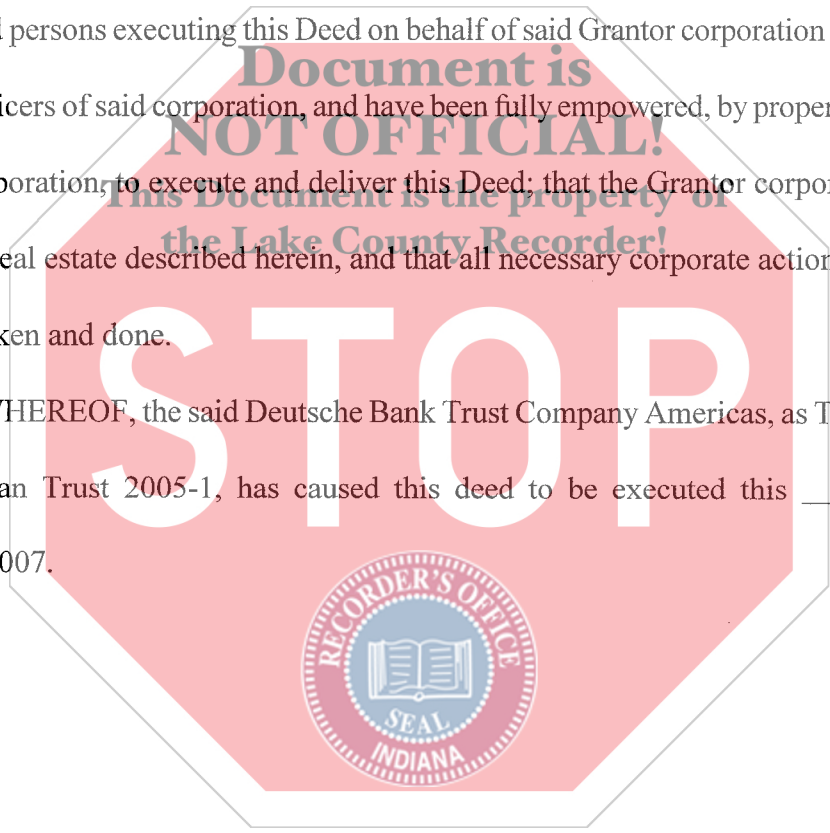 persons executing this Deed on behalf of said Grantor corporation
Document is
icers of said corporation, and have been fully empowered, by proper
NOT OFFICIAL!
poration, to execute and deliver this Deed; that the Grantor corpor
This Document is the property of
the Lake County Recorder!
eal estate described herein, and that all necessary corporate action
ken and done.
STOP
WHEREOF, the said Deutsche Bank Trust Company Americas, as T
an Trust 2005-1, has caused this deed to be executed this
007.
RECORDER'S OFFICE
SEAL
INDIANA